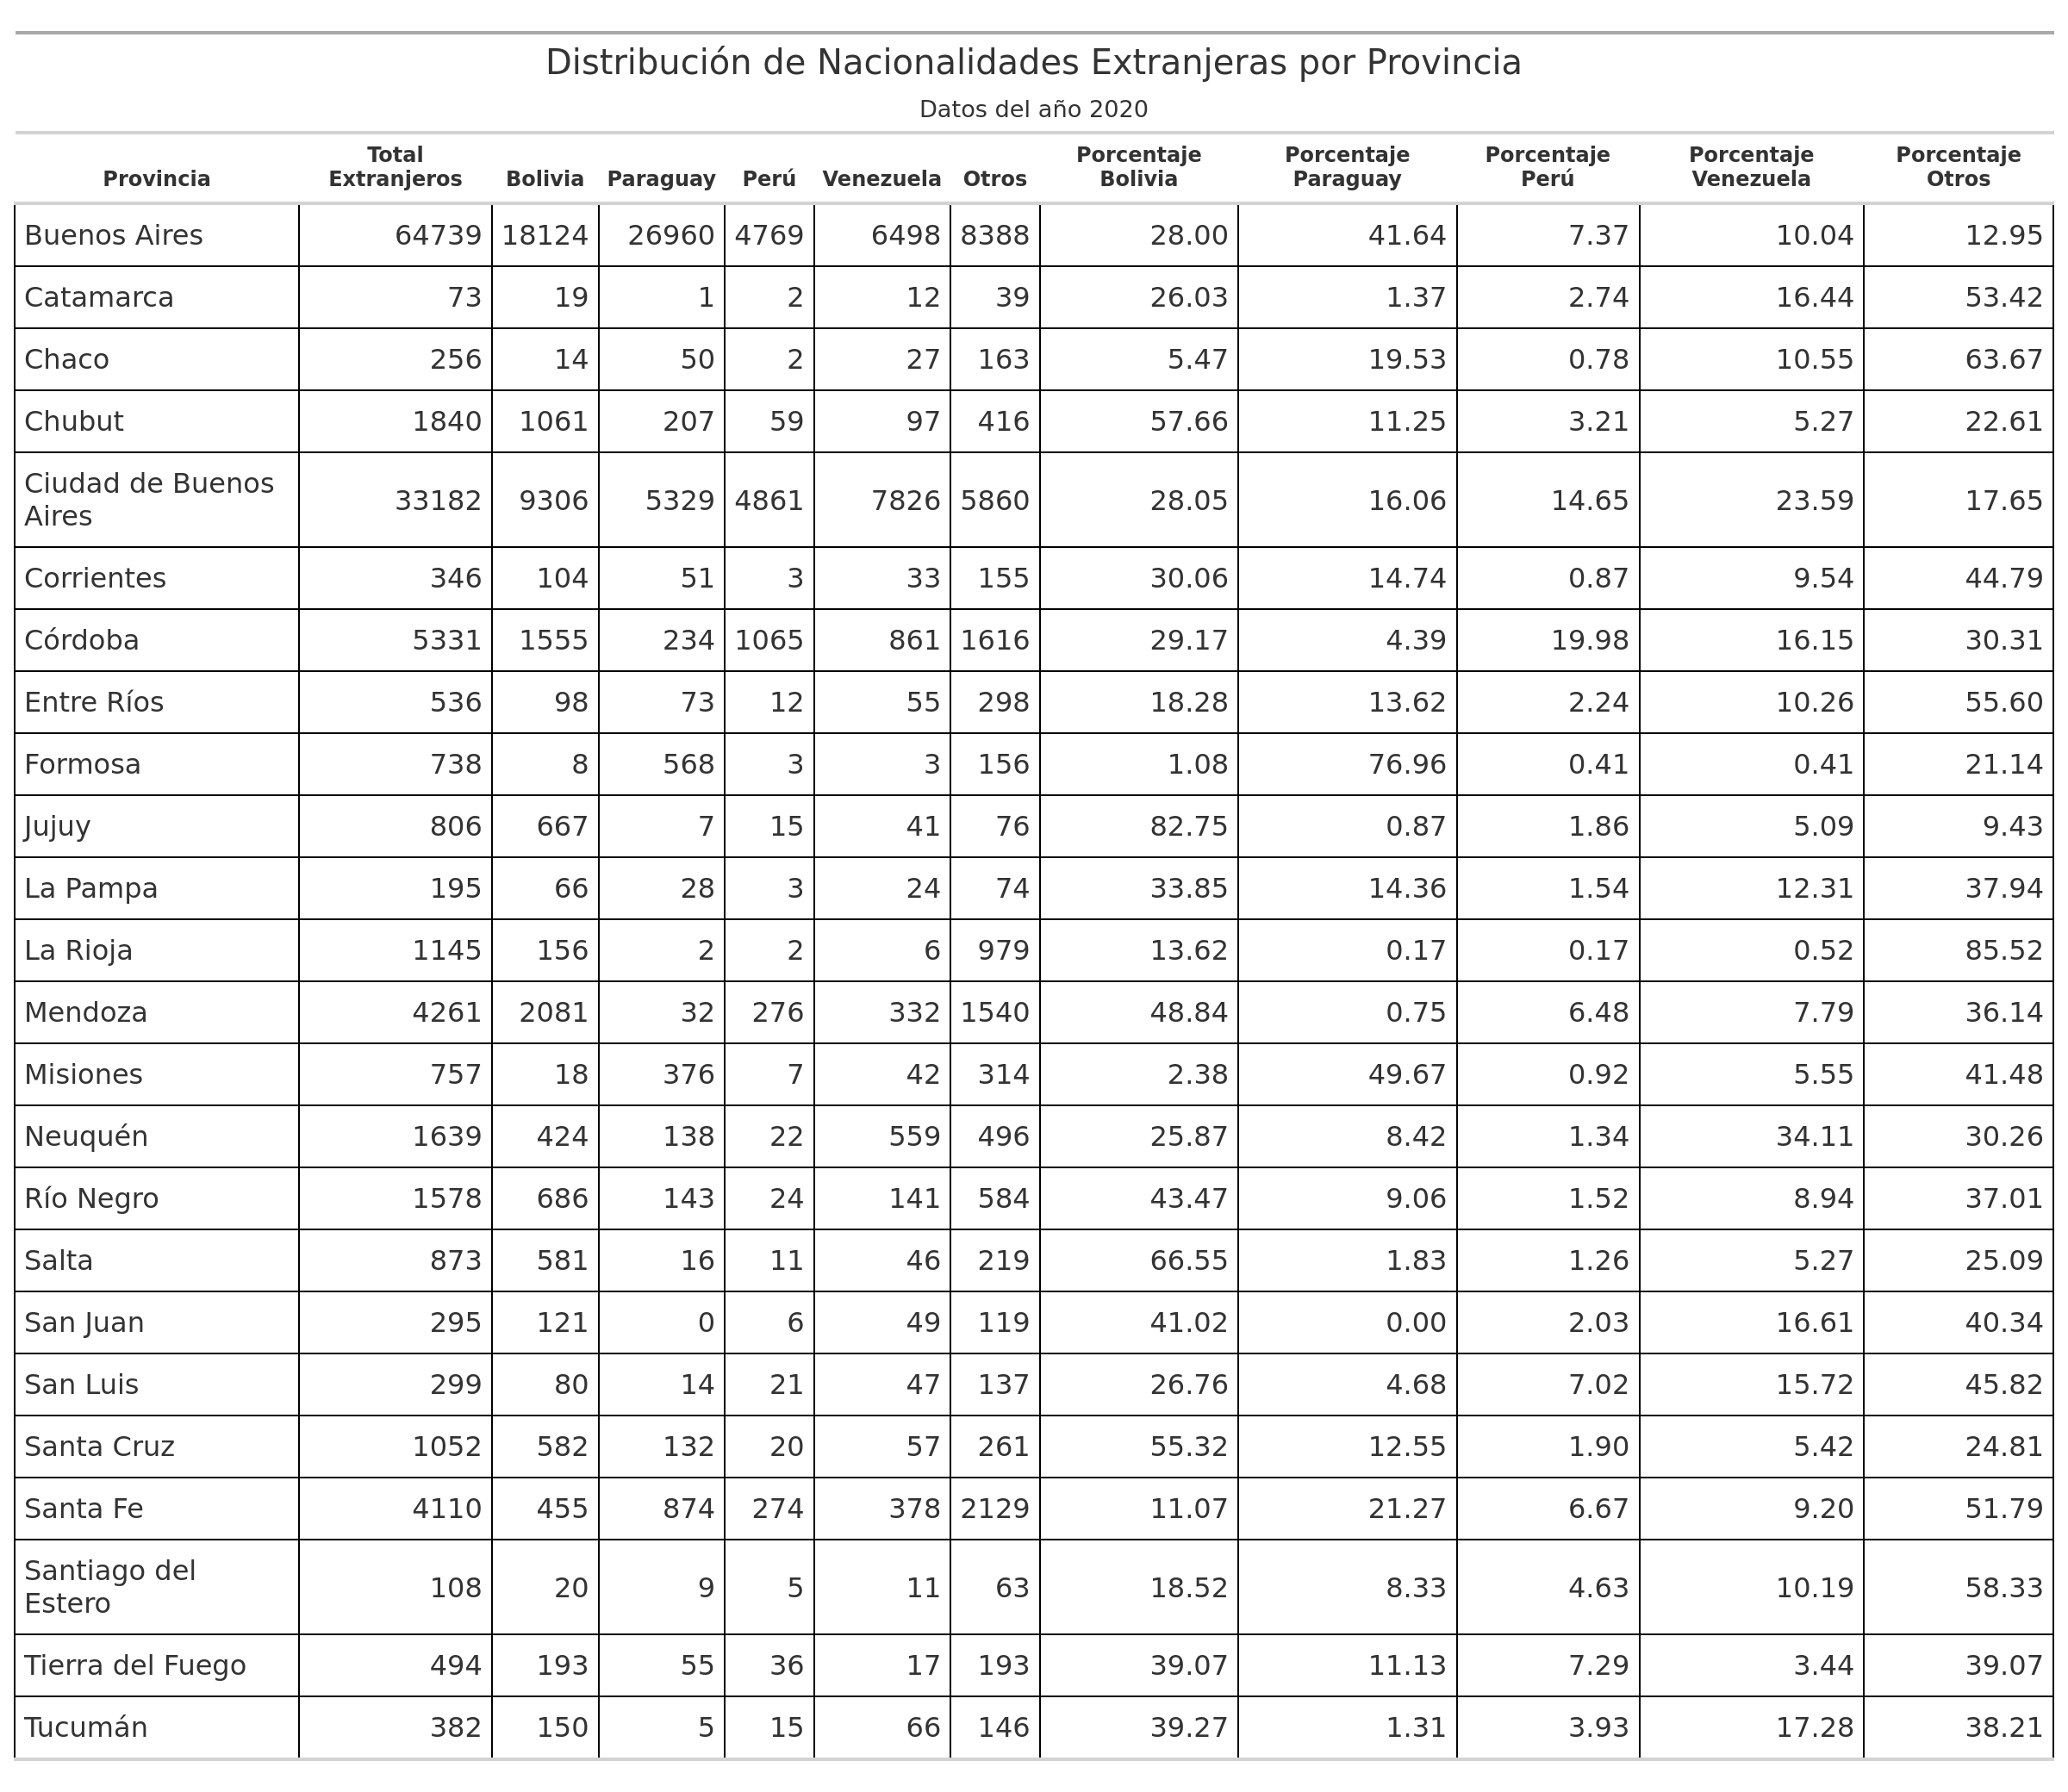 Distribución de Nacionalidades Extranjeras por Provincia
Datos del año 2020
Provincia Total Extranjeros Bolivia Paraguay Perú Venezuela Otros Porcentaje Bolivia Porcentaje Paraguay Porcentaje Perú Porcentaje Venezuela Porcentaje Otros
Buenos Aires 64739 18124 26960 4769 6498 8388 28.00 41.64 7.37 10.04 12.95
Catamarca 73 19 1 2 12 39 26.03 1.37 2.74 16.44 53.42
Chaco 256 14 50 2 27 163 5.47 19.53 0.78 10.55 63.67
Chubut 1840 1061 207 59 97 416 57.66 11.25 3.21 5.27 22.61
Ciudad de Buenos Aires 33182 9306 5329 4861 7826 5860 28.05 16.06 14.65 23.59 17.65
Corrientes 346 104 51 3 33 155 30.06 14.74 0.87 9.54 44.79
Córdoba 5331 1555 234 1065 861 1616 29.17 4.39 19.98 16.15 30.31
Entre Ríos 536 98 73 12 55 298 18.28 13.62 2.24 10.26 55.60
Formosa 738 8 568 3 3 156 1.08 76.96 0.41 0.41 21.14
Jujuy 806 667 7 15 41 76 82.75 0.87 1.86 5.09 9.43
La Pampa 195 66 28 3 24 74 33.85 14.36 1.54 12.31 37.94
La Rioja 1145 156 2 2 6 979 13.62 0.17 0.17 0.52 85.52
Mendoza 4261 2081 32 276 332 1540 48.84 0.75 6.48 7.79 36.14
Misiones 757 18 376 7 42 314 2.38 49.67 0.92 5.55 41.48
Neuquén 1639 424 138 22 559 496 25.87 8.42 1.34 34.11 30.26
Río Negro 1578 686 143 24 141 584 43.47 9.06 1.52 8.94 37.01
Salta 873 581 16 11 46 219 66.55 1.83 1.26 5.27 25.09
San Juan 295 121 0 6 49 119 41.02 0.00 2.03 16.61 40.34
San Luis 299 80 14 21 47 137 26.76 4.68 7.02 15.72 45.82
Santa Cruz 1052 582 132 20 57 261 55.32 12.55 1.90 5.42 24.81
Santa Fe 4110 455 874 274 378 2129 11.07 21.27 6.67 9.20 51.79
Santiago del Estero 108 20 9 5 11 63 18.52 8.33 4.63 10.19 58.33
Tierra del Fuego 494 193 55 36 17 193 39.07 11.13 7.29 3.44 39.07
Tucumán 382 150 5 15 66 146 39.27 1.31 3.93 17.28 38.21